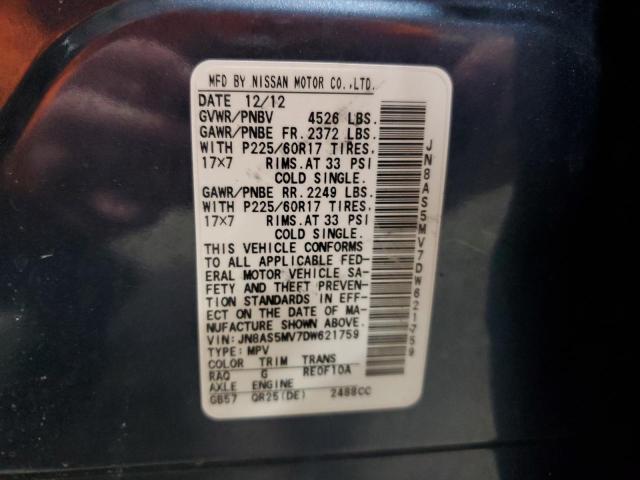 MFD BY NISSAN MOTOR CO.,LTD.
DATE 12/12
GVWR/PNBV 4526 LBS.
GAWR/PNBE FR. 2372 LBS.
WITH P225/60R17 TIRES.
17×7 RIMS. AT 33 PSI
COLD SINGLE.
GAWR/PNBE RR. 2249 LBS.
WITH P225/60R17 TIRES.
17×7 RIMS. AT 33 PSI
COLD SINGLE.
THIS VEHICLE CONFORMS
TO ALL APPLICABLE FED-
ERAL MOTOR VEHICLE SA-
FETY AND THEFT PREVEN-
TION STANDARDS IN EFF-
ECT ON THE DATE OF MA-
NUFACTURE SHOWN ABOVE.
VIN:JN8AS5MV7DW621759
TYPE:MPV
COLOR TRIM TRANS
RAQ G RE0F10A
AXLE ENGINE
GB57 QR25(DE) 2488CC
JN8AS5MV7DW621759